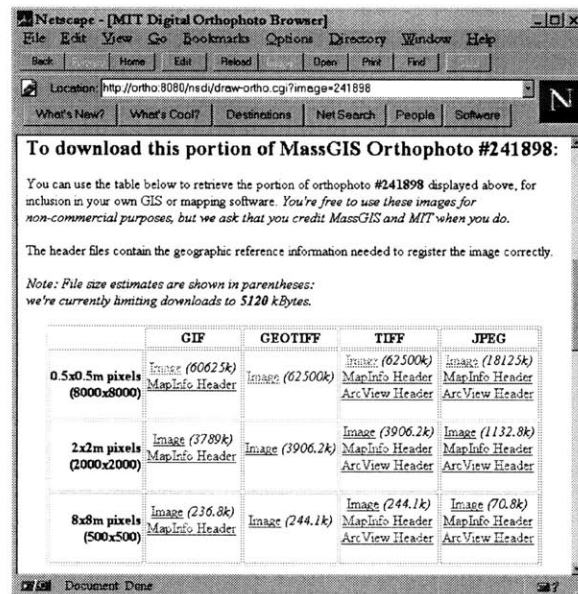 Netscape - [MIT Digital Orthophoto Browser]
File Edit View Go Bookmarks Options Directory Window Help
Back Home Edit Reload Open Print Find
Location: http://ortho:8080/nsdi/draw-ortho.cgi?image=241898
N
What's New? What's Cool? Destinations Net Search People Software
To download this portion of MassGIS Orthophoto #241898:
You can use the table below to retrieve the portion of orthophoto #241898 displayed above, for
inclusion in your own GIS or mapping software. You're free to use these images for
non-commercial purposes, but we ask that you credit MassGIS and MIT when you do.
The header files contain the geographic reference information needed to register the image correctly.
Note: File size estimates are shown in parentheses:
we're currently limiting downloads to 5120 kBytes.
GIF GEOTIFF TIFF JPEG
0.5x0.5m pixels
(8000x8000)
Image (60625k)
MapInfo Header
Image (62500k)
Image (62500k)
MapInfo Header
ArcView Header
Image (18125k)
MapInfo Header
ArcView Header
2x2m pixels
(2000x2000)
Image (3789k)
MapInfo Header
Image (3906.2k)
Image (3906.2k)
MapInfo Header
ArcView Header
Image (1132.8k)
MapInfo Header
ArcView Header
8x8m pixels
(500x500)
Image (236.8k)
MapInfo Header
Image (244.1k)
Image (244.1k)
MapInfo Header
ArcView Header
Image (70.8k)
MapInfo Header
ArcView Header
Document: Done